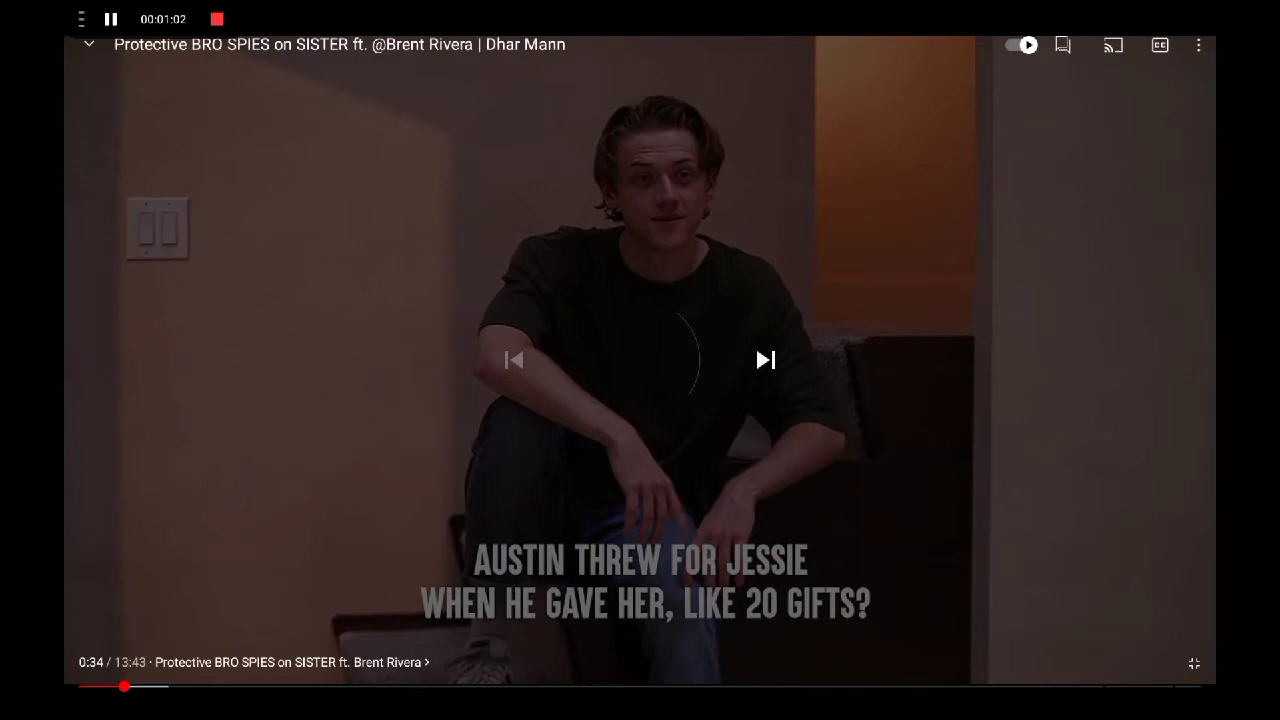 00:01:02
Protective BRO SPIES on SISTER ft. @Brent Rivera | Dhar Mann
CC
AUSTIN THREW FOR JESSIE
WHEN HE GAVE HER, LIKE 20 GIFTS?
0:34 / 13:43 · Protective BRO SPIES on SISTER ft. Brent Rivera >